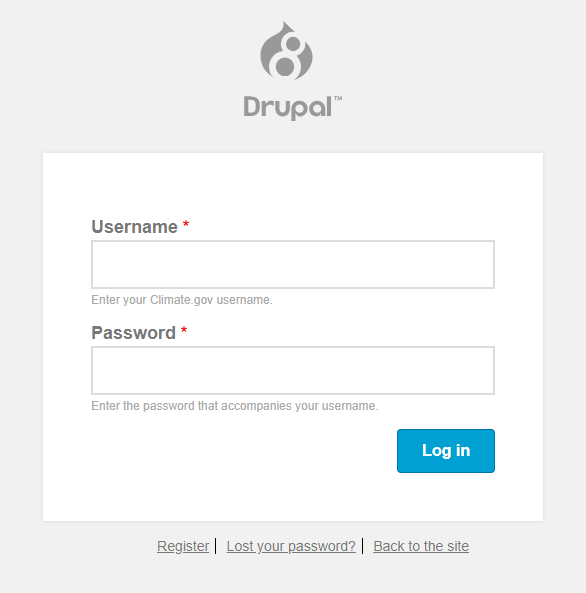 Drupal™
Username *
Enter your Climate.gov username.
Password *
Enter the password that accompanies your username.
Log in
Register | Lost your password? | Back to the site